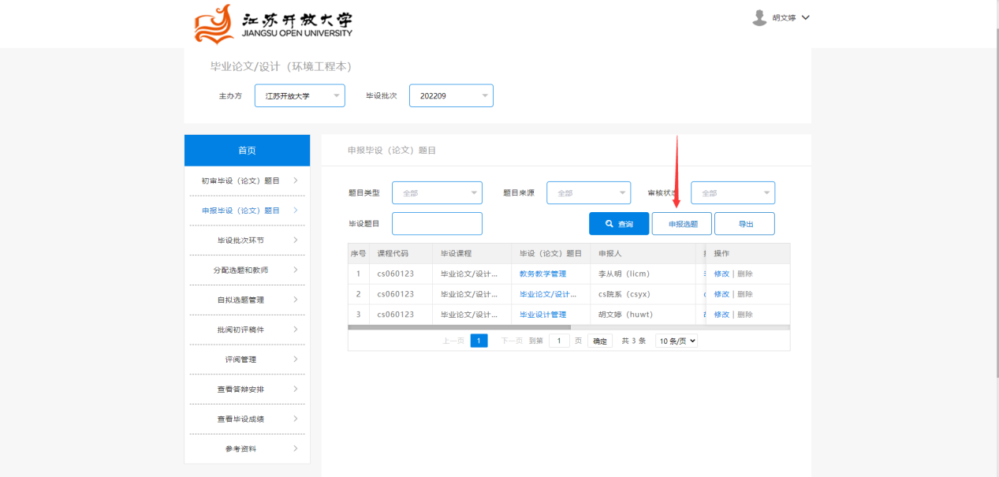 江苏开放大学
JIANGSU OPEN UNIVERSITY
胡文婷
毕业论文/设计（环境工程本）
主办方 江苏开放大学 毕设批次 202209
首页
初审毕设（论文）题目
申报毕设（论文）题目
毕设批次环节
分配选题和教师
自拟选题管理
批阅初评稿件
评阅管理
查看答辩安排
查看毕设成绩
参考资料
申报毕设（论文）题目
题目类型 全部 题目来源 全部 审核状态 全部
毕设题目 查询 申报选题 导出
序号 课程代码 毕设课程 毕设（论文）题目 申报人 操作
1 cs060123 毕业论文/设计... 教务教学管理 李从明（licm） 修改 | 删除
2 cs060123 毕业论文/设计... 毕业论文/设计... cs院系（csyx） 修改 | 删除
3 cs060123 毕业论文/设计... 毕业设计管理 胡文婷（huwt） 修改 | 删除
上一页 1 下一页 到第 1 页 确定 共 3 条 10 条/页